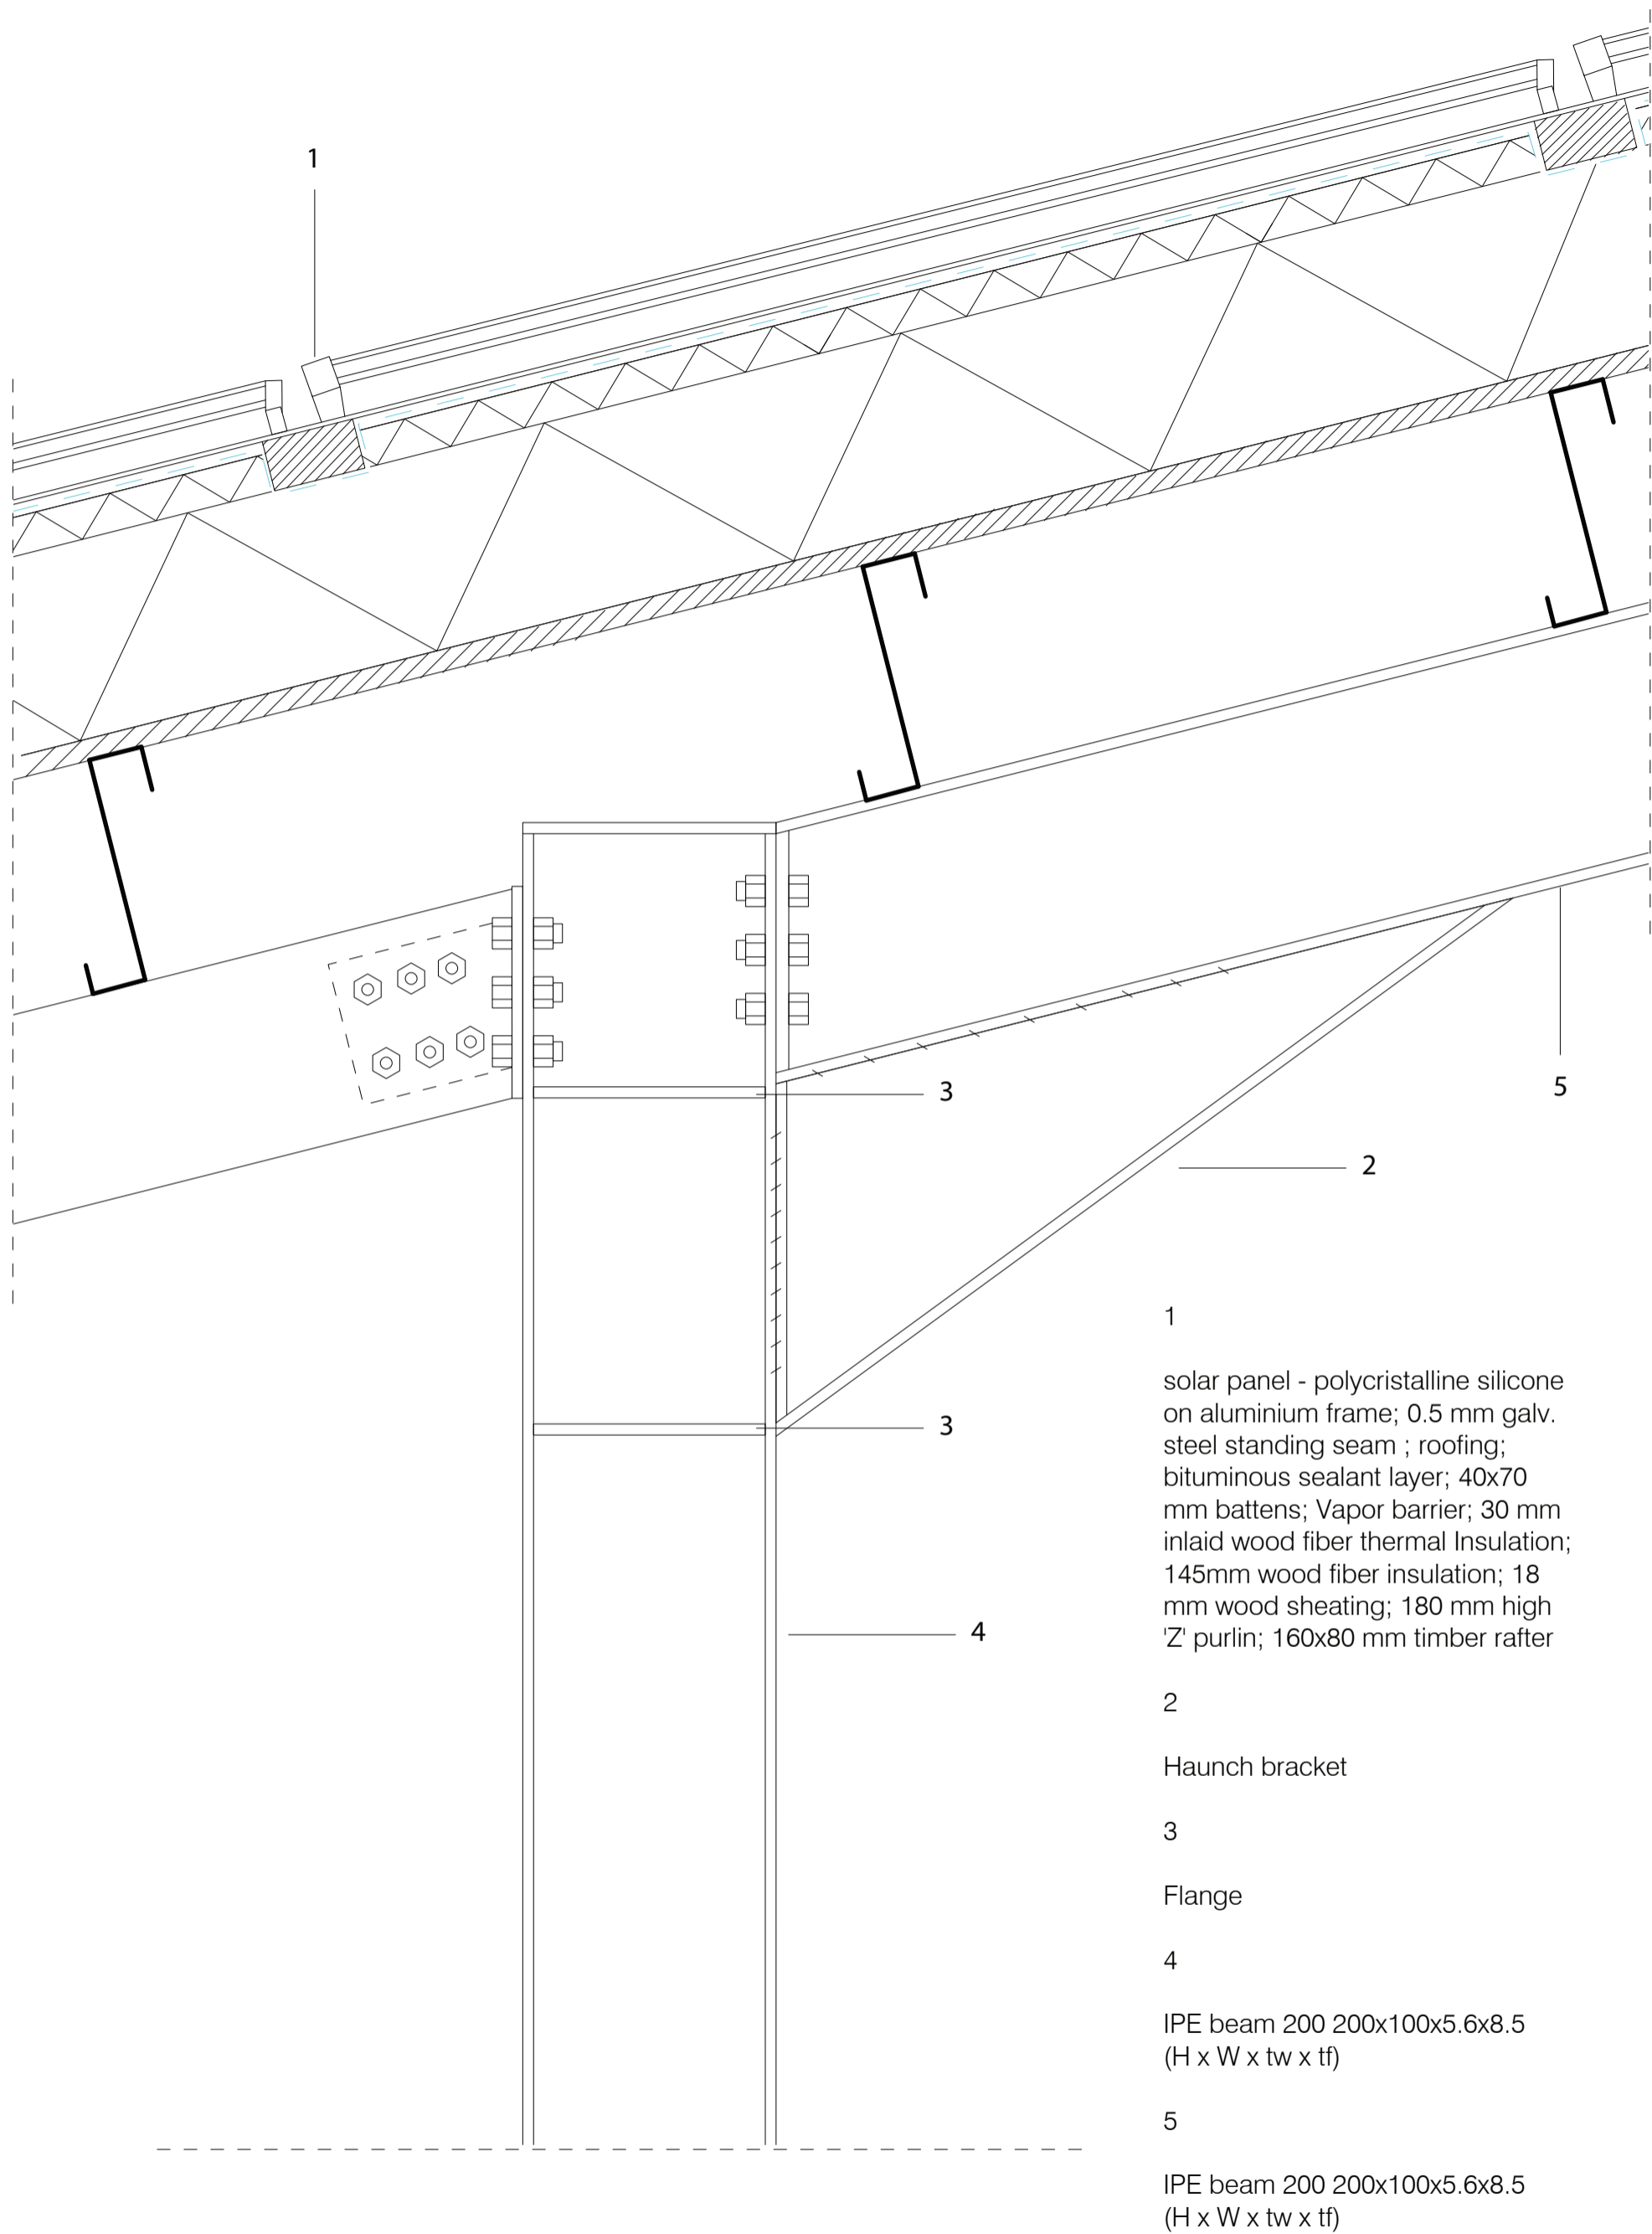 1
3
5
2
3
4
1
solar panel - polycristalline silicone
on aluminium frame; 0.5 mm galv.
steel standing seam ; roofing;
bituminous sealant layer; 40x70
mm battens; Vapor barrier; 30 mm
inlaid wood fiber thermal Insulation;
145mm wood fiber insulation; 18
mm wood sheating; 180 mm high
'Z' purlin; 160x80 mm timber rafter
2
Haunch bracket
3
Flange
4
IPE beam 200 200x100x5.6x8.5
(H x W x tw x tf)
5
IPE beam 200 200x100x5.6x8.5
(H x W x tw x tf)